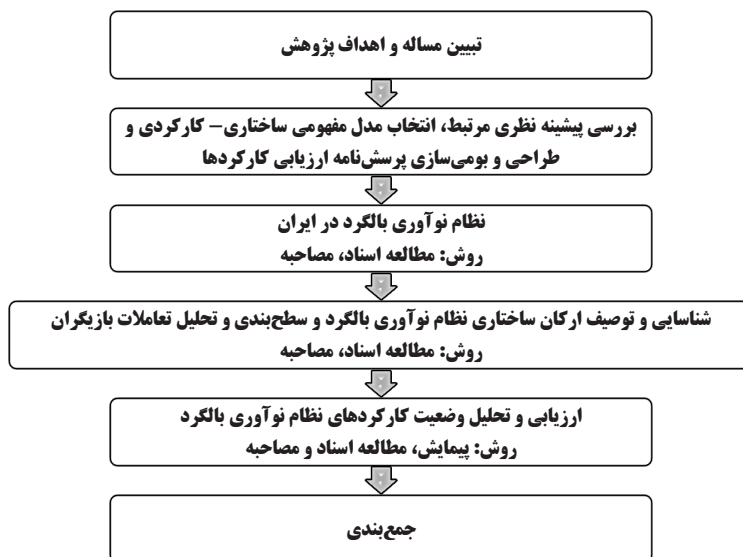 تبیین مساله و اهداف پژوهش
بررسی پیشینه نظری مرتبط، انتخاب مدل مفهومی ساختاری– کارکردی و
طراحی و بومی‌سازی پرسش‌نامه ارزیابی کارکردها
نظام نوآوری بالگرد در ایران
روش: مطالعه اسناد، مصاحبه
شناسایی و توصیف ارکان ساختاری نظام نوآوری بالگرد و سطح‌بندی و تحلیل تعاملات بازیگران
روش: مطالعه اسناد، مصاحبه
ارزیابی و تحلیل وضعیت کارکردهای نظام نوآوری بالگرد
روش: پیمایش، مطالعه اسناد و مصاحبه
جمع‌بندی